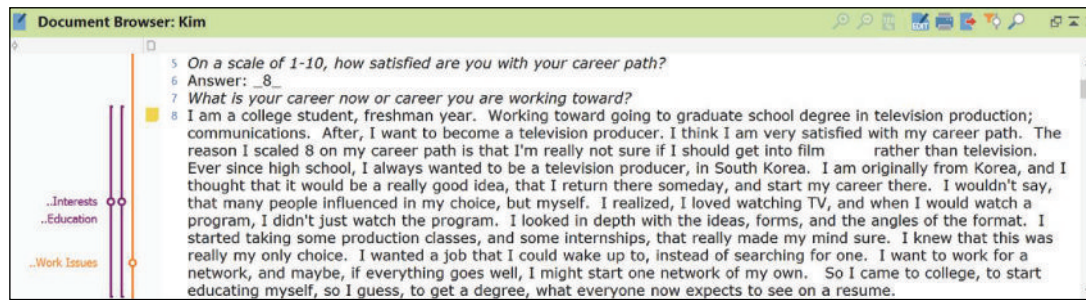 Document Browser: Kim
EDIT
5 On a scale of 1-10, how satisfied are you with your career path?
6 Answer: _8_
7 What is your career now or career you are working toward?
8 I am a college student, freshman year. Working toward going to graduate school degree in television production;
communications. After, I want to become a television producer. I think I am very satisfied with my career path. The
reason I scaled 8 on my career path is that I'm really not sure if I should get into film rather than television.
Ever since high school, I always wanted to be a television producer, in South Korea. I am originally from Korea, and I
thought that it would be a really good idea, that I return there someday, and start my career there. I wouldn't say,
..Interests that many people influenced in my choice, but myself. I realized, I loved watching TV, and when I would watch a
..Education program, I didn't just watch the program. I looked in depth with the ideas, forms, and the angles of the format. I
started taking some production classes, and some internships, that really made my mind sure. I knew that this was
..Work Issues really my only choice. I wanted a job that I could wake up to, instead of searching for one. I want to work for a
network, and maybe, if everything goes well, I might start one network of my own. So I came to college, to start
educating myself, so I guess, to get a degree, what everyone now expects to see on a resume.